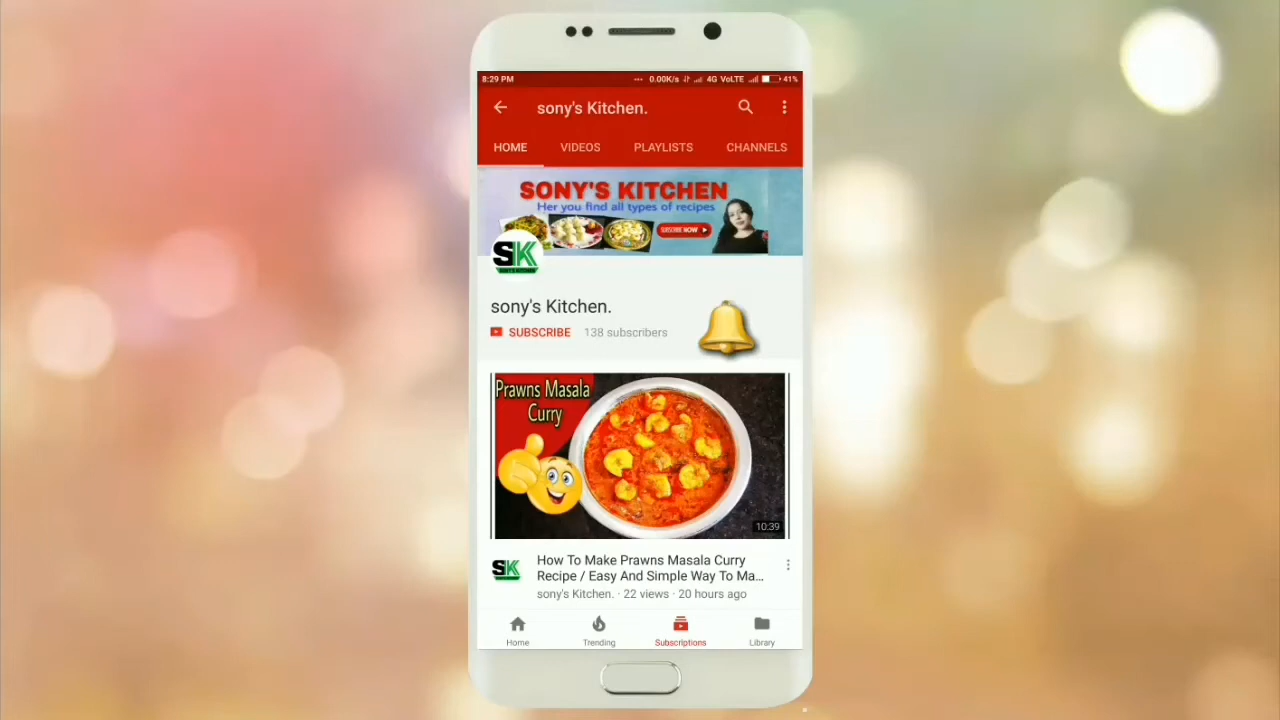 8:29 PM ... 0.00K/s 4G VoLTE 41%
sony's Kitchen.
HOME VIDEOS PLAYLISTS CHANNELS
SONY'S KITCHEN
Her you find all types of recipes
SUBSCRIBE NOW
SK
SONY'S KITCHEN
sony's Kitchen.
SUBSCRIBE 138 subscribers
Prawns Masala
Curry
10:39
SK
How To Make Prawns Masala Curry
Recipe / Easy And Simple Way To Ma...
sony's Kitchen. · 22 views · 20 hours ago
Home Trending Subscriptions Library